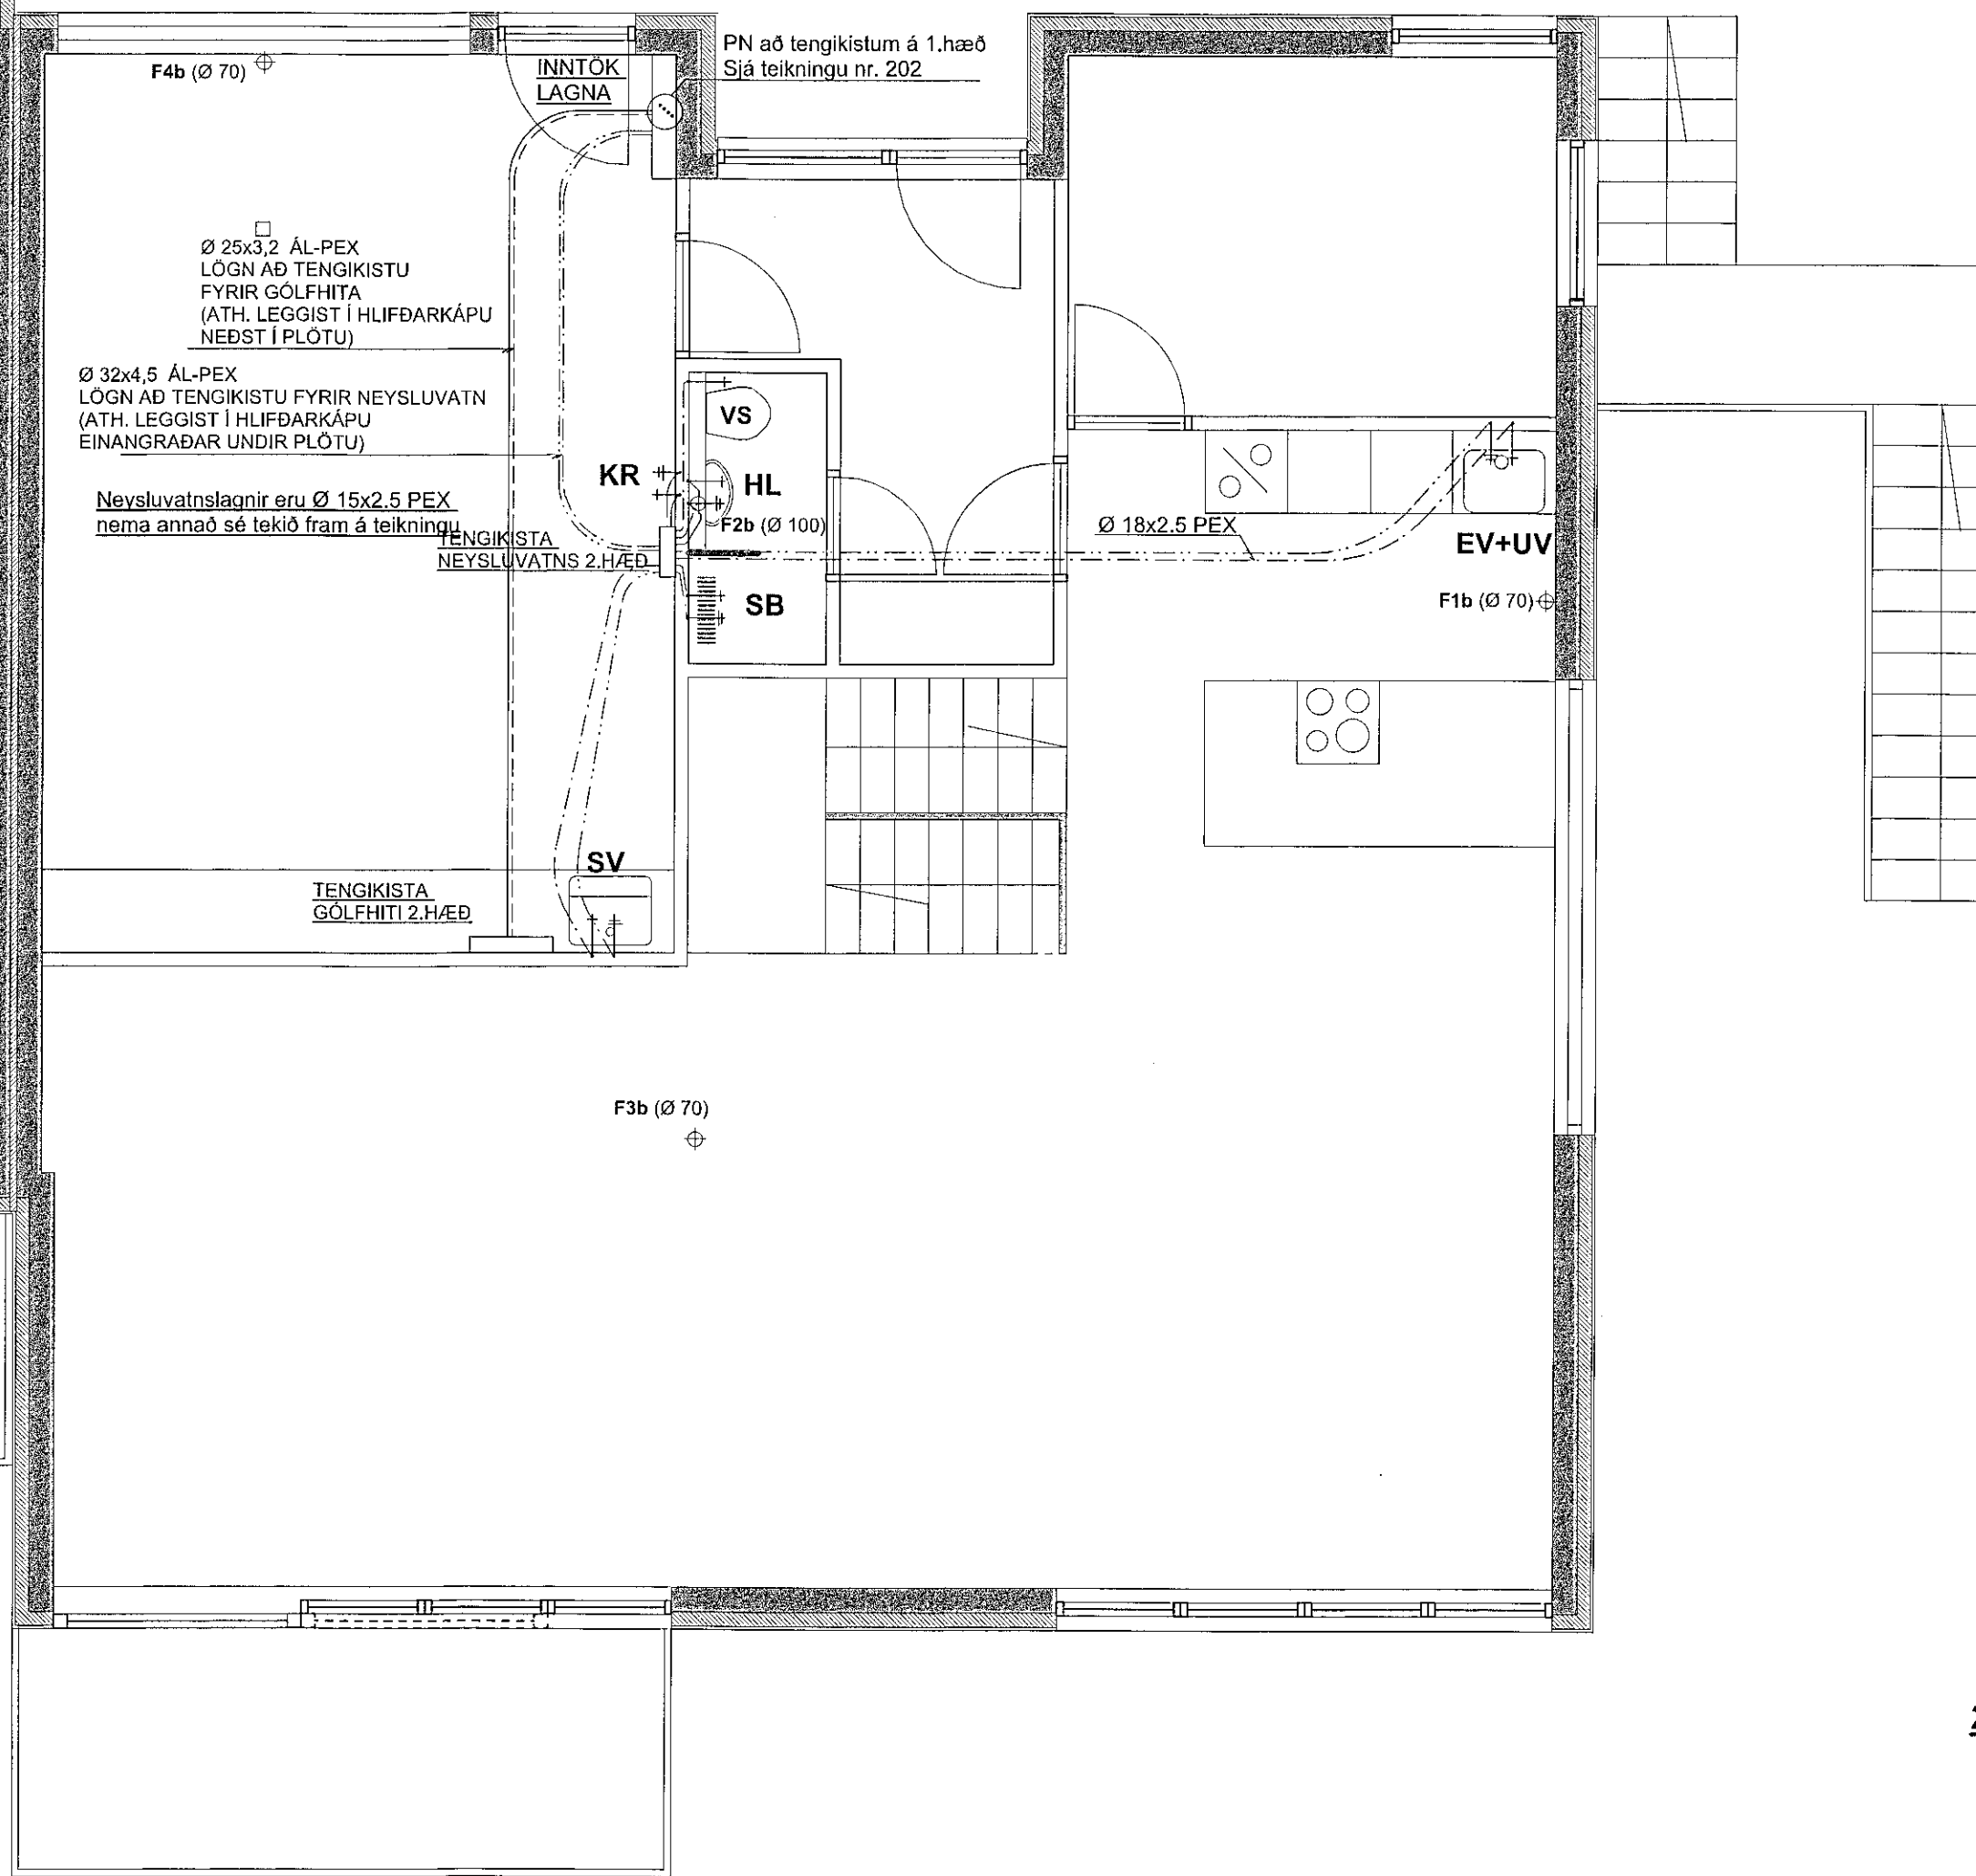 PN að tengikistum á 1.hæð
Sjá teikningu nr. 202
F4b (Ø 70)
INNTÖK
LAGNA
Ø 25x3,2 ÁL-PEX
LÖGN AÐ TENGIKISTU
FYRIR GÓLFHITA
(ATH. LEGGIST Í HLIFÐARKÁPU
NEÐST Í PLÖTU)
Ø 32x4,5 ÁL-PEX
LÖGN AÐ TENGIKISTU FYRIR NEYSLUVATN
(ATH. LEGGIST Í HLIFÐARKÁPU
EINANGRAÐAR UNDIR PLÖTU)
VS
KR
HL
Neysluvatnslagnir eru Ø 15x2.5 PEX
nema annað sé tekið fram á teikningu
F2b (Ø 100)
Ø 18x2.5 PEX
TENGIKISTA
NEYSLUVATNS 2.HÆÐ
EV+UV
SB
F1b (Ø 70)
SV
TENGIKISTA
GÓLFHITI 2.HÆÐ
F3b (Ø 70)